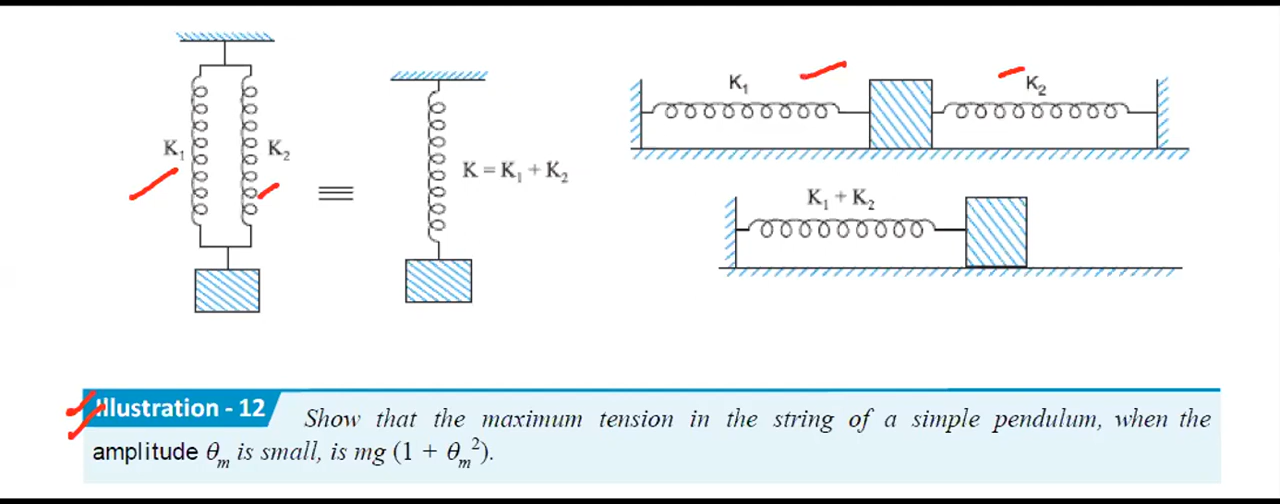 K₁
K₂
K = K₁ + K₂
K₁
K₂
K₁ + K₂
Illustration - 12
Show that the maximum tension in the string of a simple pendulum, when the
amplitude θₘ is small, is mg (1 + θₘ²).